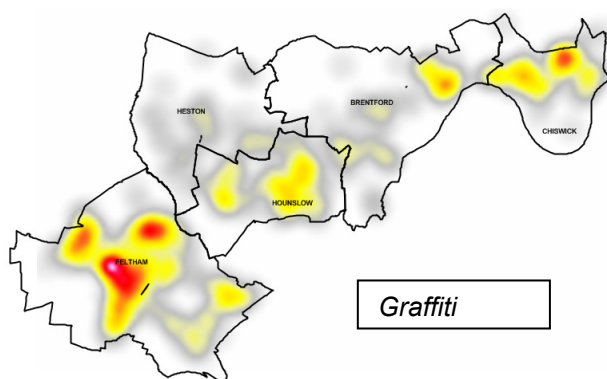 HESTON
BRENTFORD
CHISWICK
HOUNSLOW
FELTHAM
Graffiti